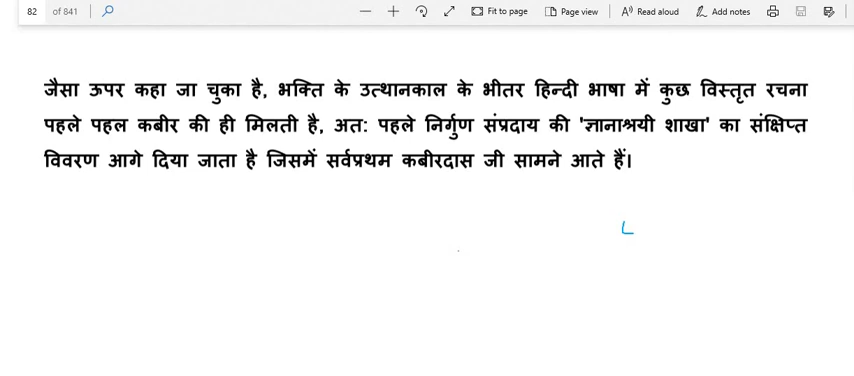 82 of 841 Fit to page Page view Read aloud Add notes
जैसा ऊपर कहा जा चुका है, भक्ति के उत्थानकाल के भीतर हिन्दी भाषा में कुछ विस्तृत रचना
पहले पहल कबीर की ही मिलती है, अत: पहले निर्गुण संप्रदाय की 'ज्ञानाश्रयी शाखा' का संक्षिप्त
विवरण आगे दिया जाता है जिसमें सर्वप्रथम कबीरदास जी सामने आते हैं।